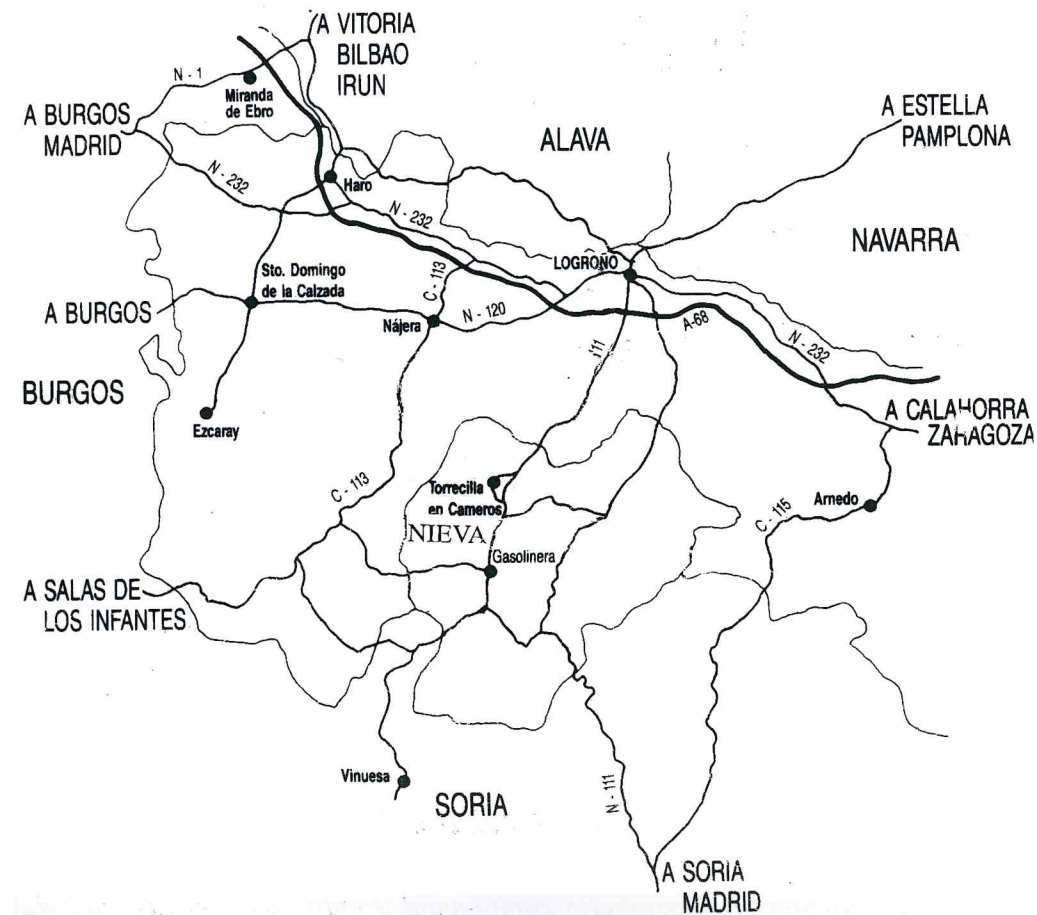 A VITORIA
BILBAO
IRUN
N - 1
Miranda
de Ebro
A BURGOS
MADRID
A ESTELLA
PAMPLONA
ALAVA
N - 232
Haro
N - 232
NAVARRA
LOGROÑO
Sto. Domingo
de la Calzada
C - 113
A BURGOS
N - 120
Nájera
A-68
N - 232
111
BURGOS
Ezcaray
A CALAHORRA
ZARAGOZA
C - 113
Torrecilla
en Cameros
Arnedo
C - 115
NIEVA
Gasolinera
A SALAS DE
LOS INFANTES
Vinuesa
SORIA
N - 111
A SORIA
MADRID